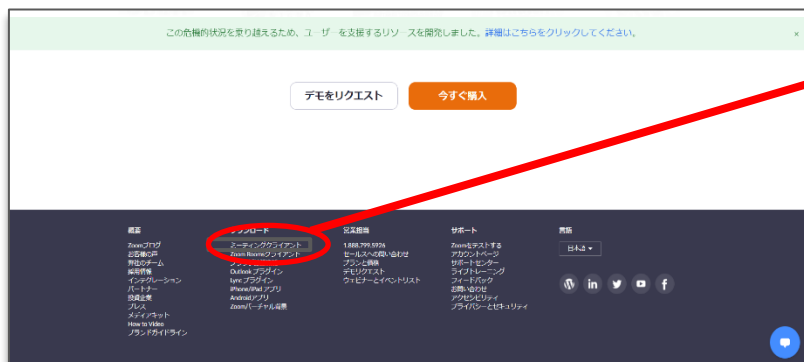 この危機的状況を乗り越えるため、ユーザーを支援するリソースを開発しました。詳細はこちらをクリックしてください。
×
デモをリクエスト
今すぐ購入
概要
Zoomブログ
お客様の声
弊社のチーム
採用情報
インテグレーション
パートナー
投資企業
プレス
メディアキット
How to Video
ブランドガイドライン
ダウンロード
ミーティングクライアント
Zoom Roomsクライアント
Outlook プラグイン
Lync プラグイン
iPhone/iPad アプリ
Android アプリ
Zoomバーチャル背景
営業担当
1.888.799.5926
セールスへの問い合わせ
プランと価格
デモリクエスト
ウェビナーとイベントリスト
サポート
Zoomをテストする
アカウントページ
サポートセンター
ライブトレーニング
フィードバック
お問い合わせ
アクセシビリティ
プライバシーとセキュリティ
言語
日本語
in
f